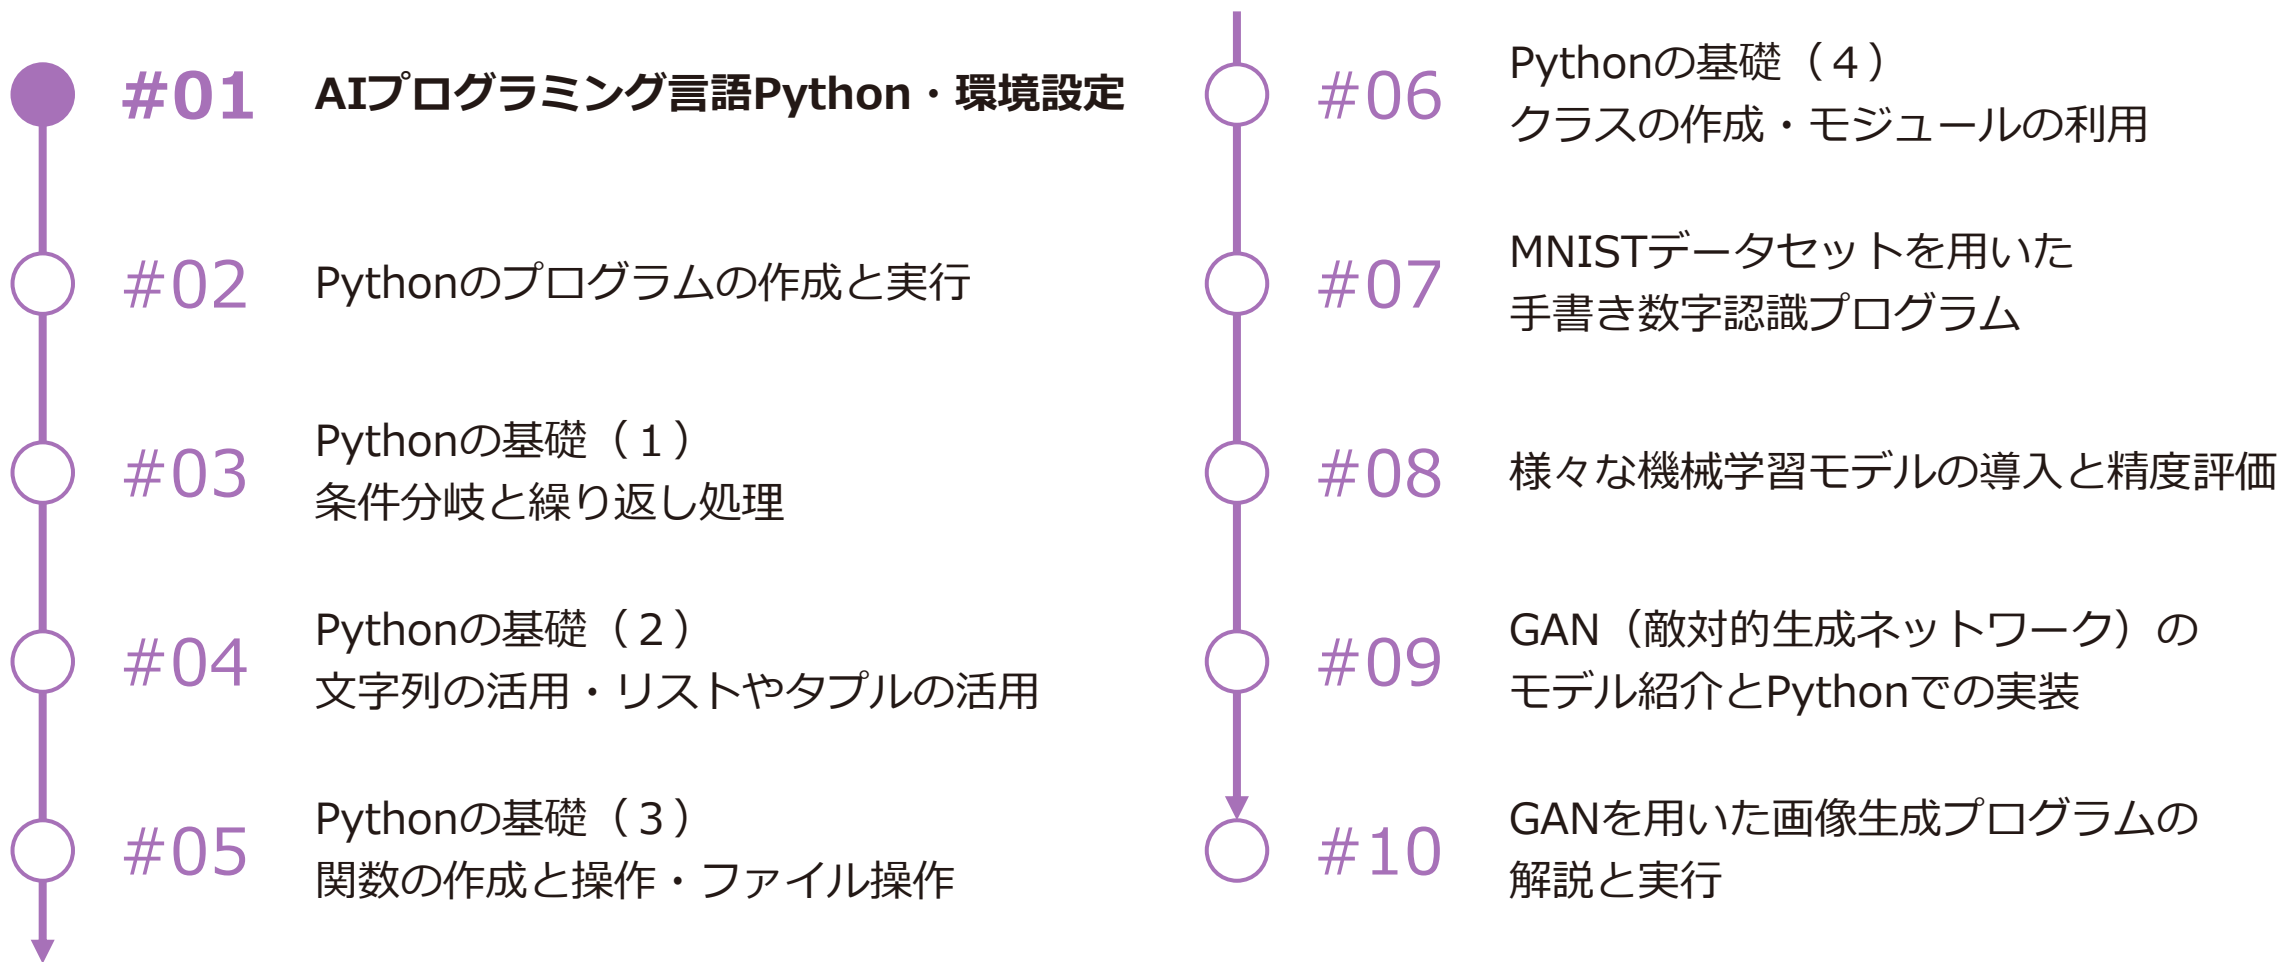 #01 AIプログラミング言語Python・環境設定
#02 Pythonのプログラムの作成と実行
#03 Pythonの基礎（１）
条件分岐と繰り返し処理
#04 Pythonの基礎（２）
文字列の活用・リストやタプルの活用
#05 Pythonの基礎（３）
関数の作成と操作・ファイル操作
#06 Pythonの基礎（４）
クラスの作成・モジュールの利用
#07 MNISTデータセットを用いた
手書き数字認識プログラム
#08 様々な機械学習モデルの導入と精度評価
#09 GAN（敵対的生成ネットワーク）の
モデル紹介とPythonでの実装
#10 GANを用いた画像生成プログラムの
解説と実行